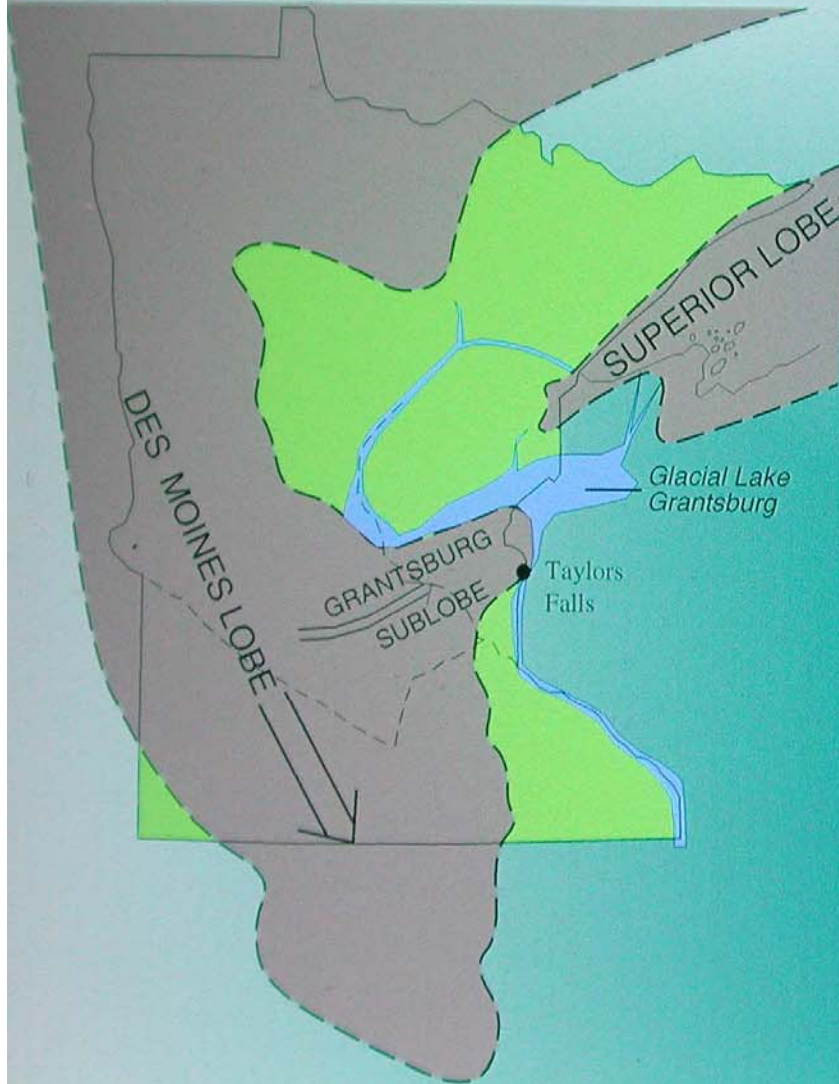 SUPERIOR LOBE
DES MOINES LOBE
Glacial Lake
Grantsburg
GRANTSBURG
SUBLOBE
Taylors
Falls